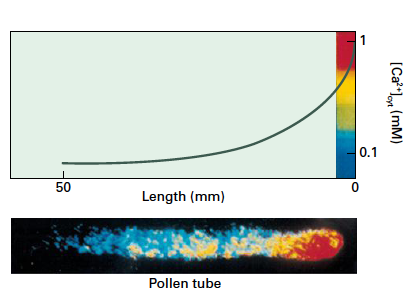 1
[Ca²⁺]cyt (mM)
0.1
50
0
Length (mm)
Pollen tube